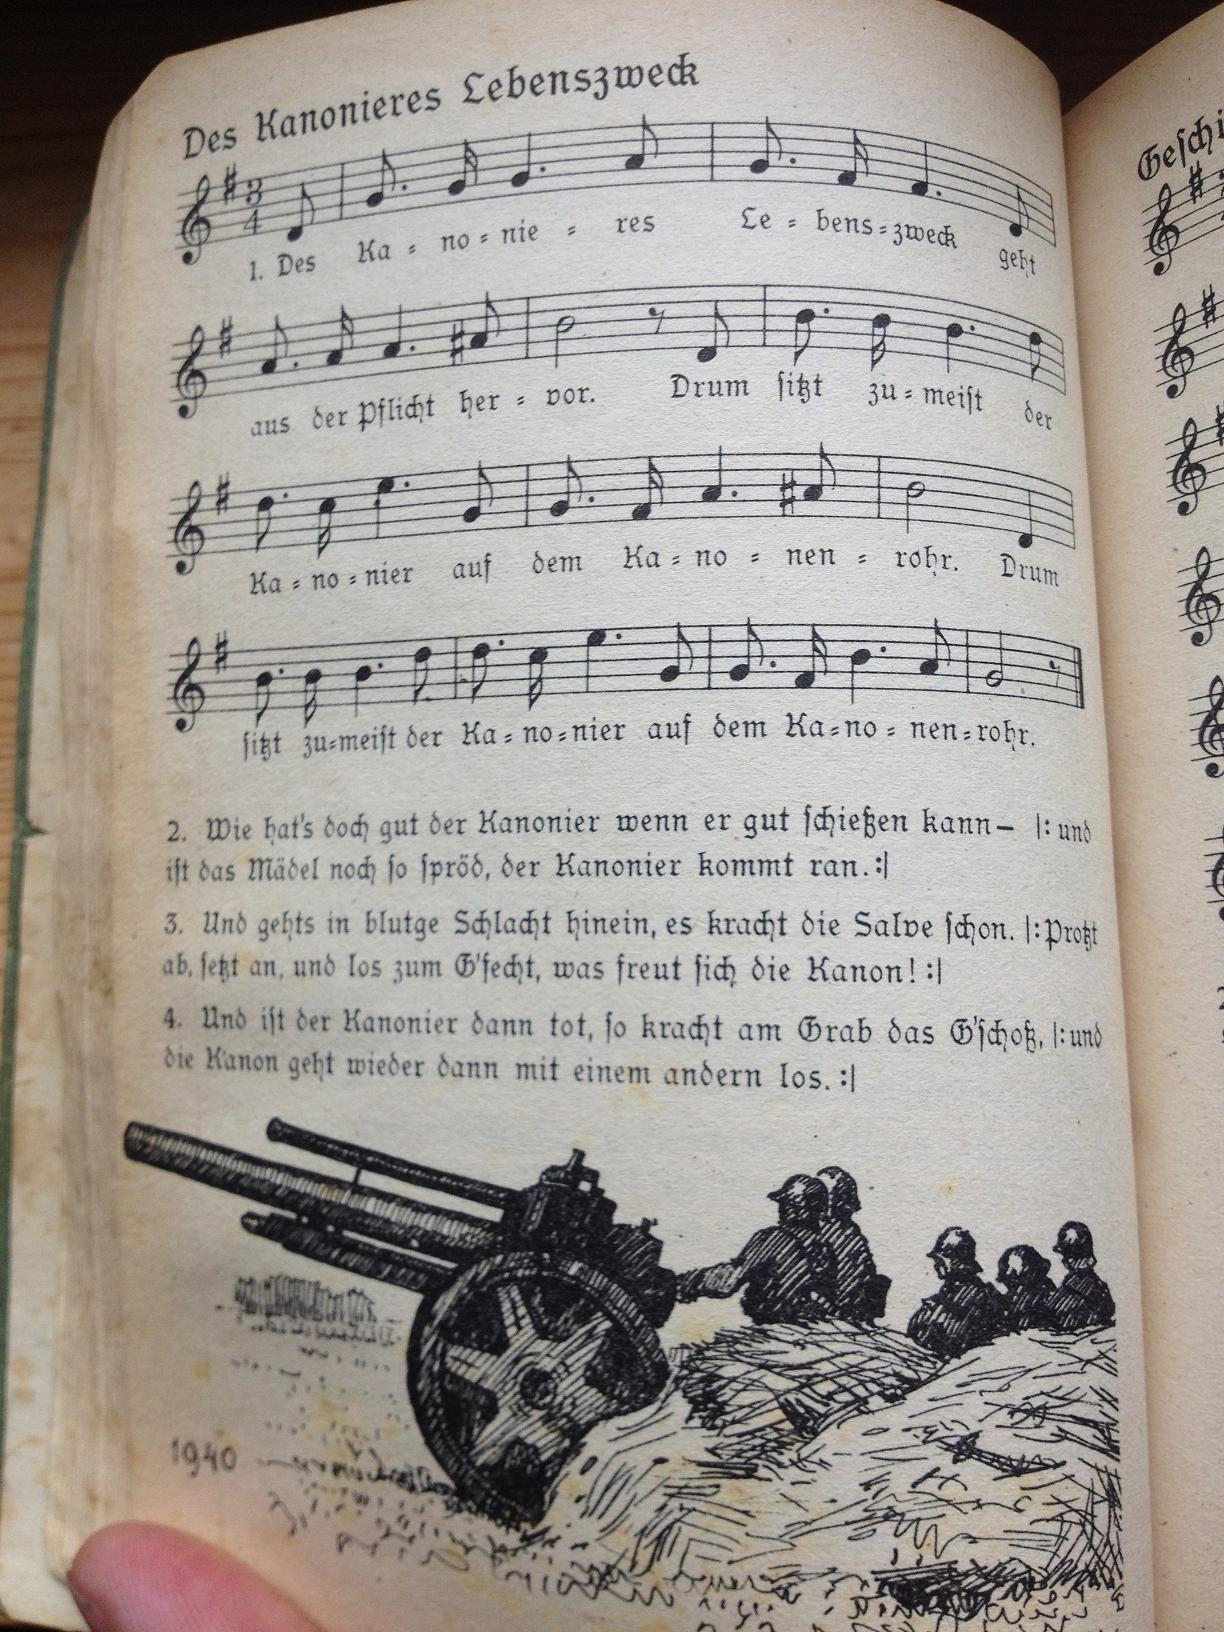 Des Kanonieres Lebenszweck
3
4
1. Des Ka = no = nie = res Le = bens = zweck geht
aus der Pflicht her = vor. Drum sitzt zu = meist der
Ka = no = nier auf dem Ka = no = nen = rohr. Drum
sitzt zu=meist der Ka = no = nier auf dem Ka = no = nen = rohr.
2. Wie hat's doch gut der Kanonier wenn er gut schießen kann – |: und
ist das Mädel noch so spröd, der Kanonier kommt ran. :|
3. Und gehts in blutge Schlacht hinein, es kracht die Salve schon. |: Protzt
ab, setzt an, und los zum G'fecht, was freut sich die Kanon! :|
4. Und ist der Kanonier dann tot, so kracht am Grab das G'schoß, |: und
die Kanon geht wieder dann mit einem andern los. :|
1940
Geschi